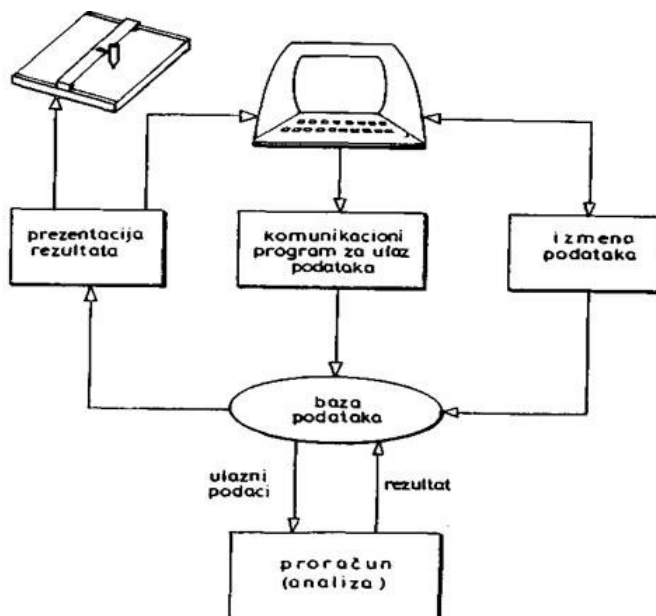 prezentacija
rezultata
komunikacioni
program za ulaz
podataka
izmena
podataka
baza
podataka
ulazni
podaci
rezultat
proračun
(analiza)